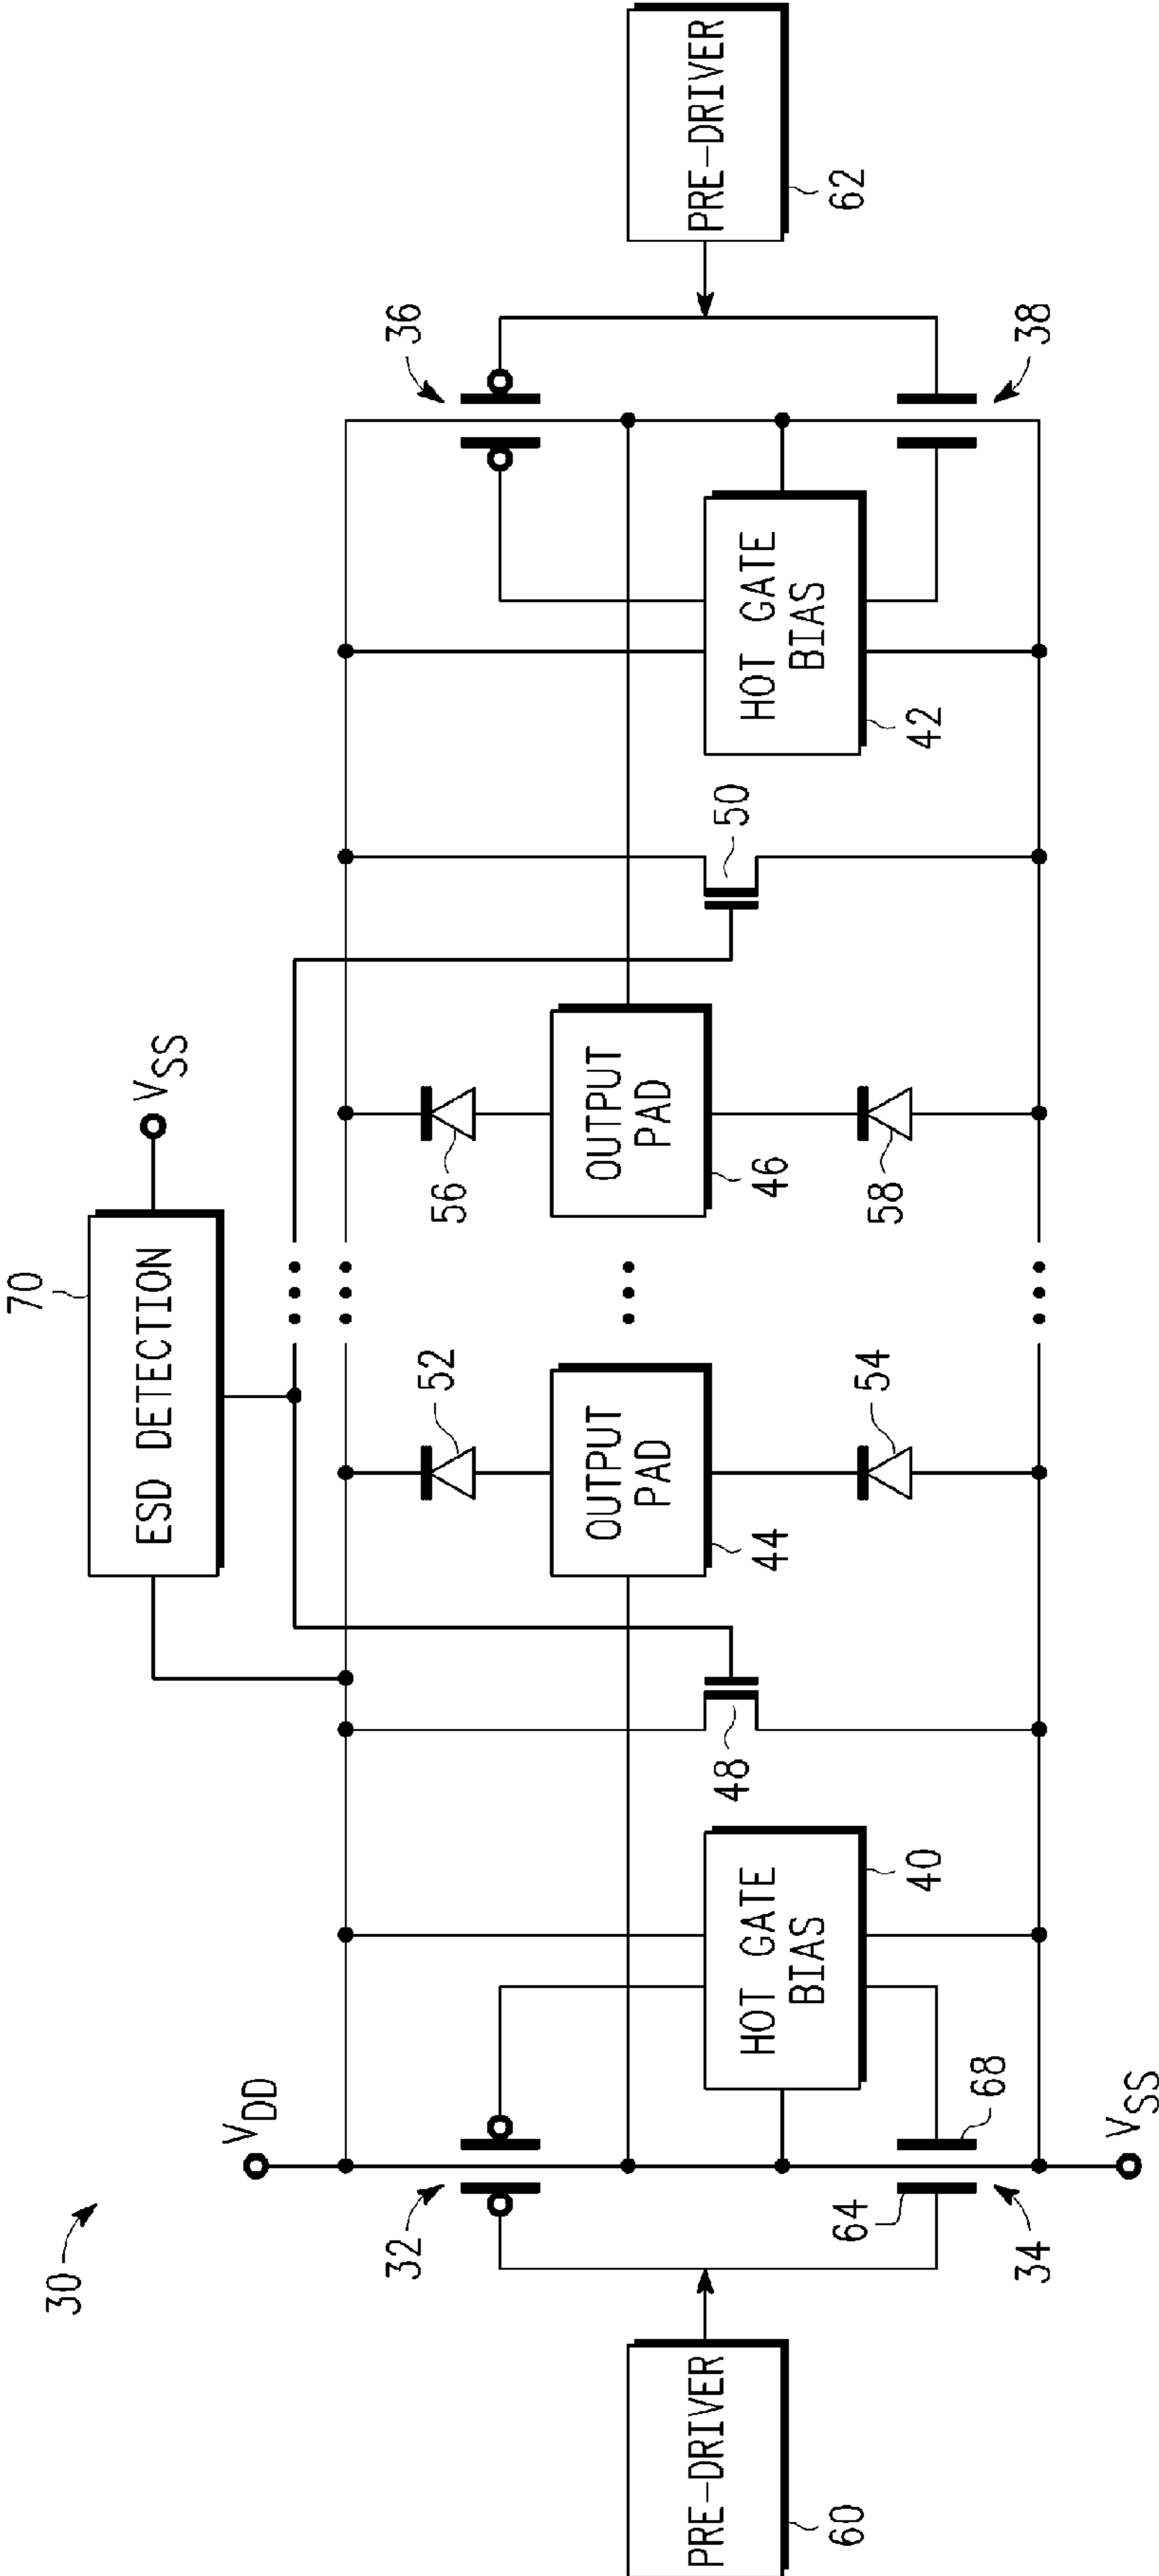 30
70
ESD DETECTION
VSS
VDD
32
52
56
36
PRE-DRIVER
60
64
68
34
HOT GATE
BIAS
40
48
OUTPUT
PAD
44
54
OUTPUT
PAD
46
58
50
HOT GATE
BIAS
42
38
PRE-DRIVER
62
VSS